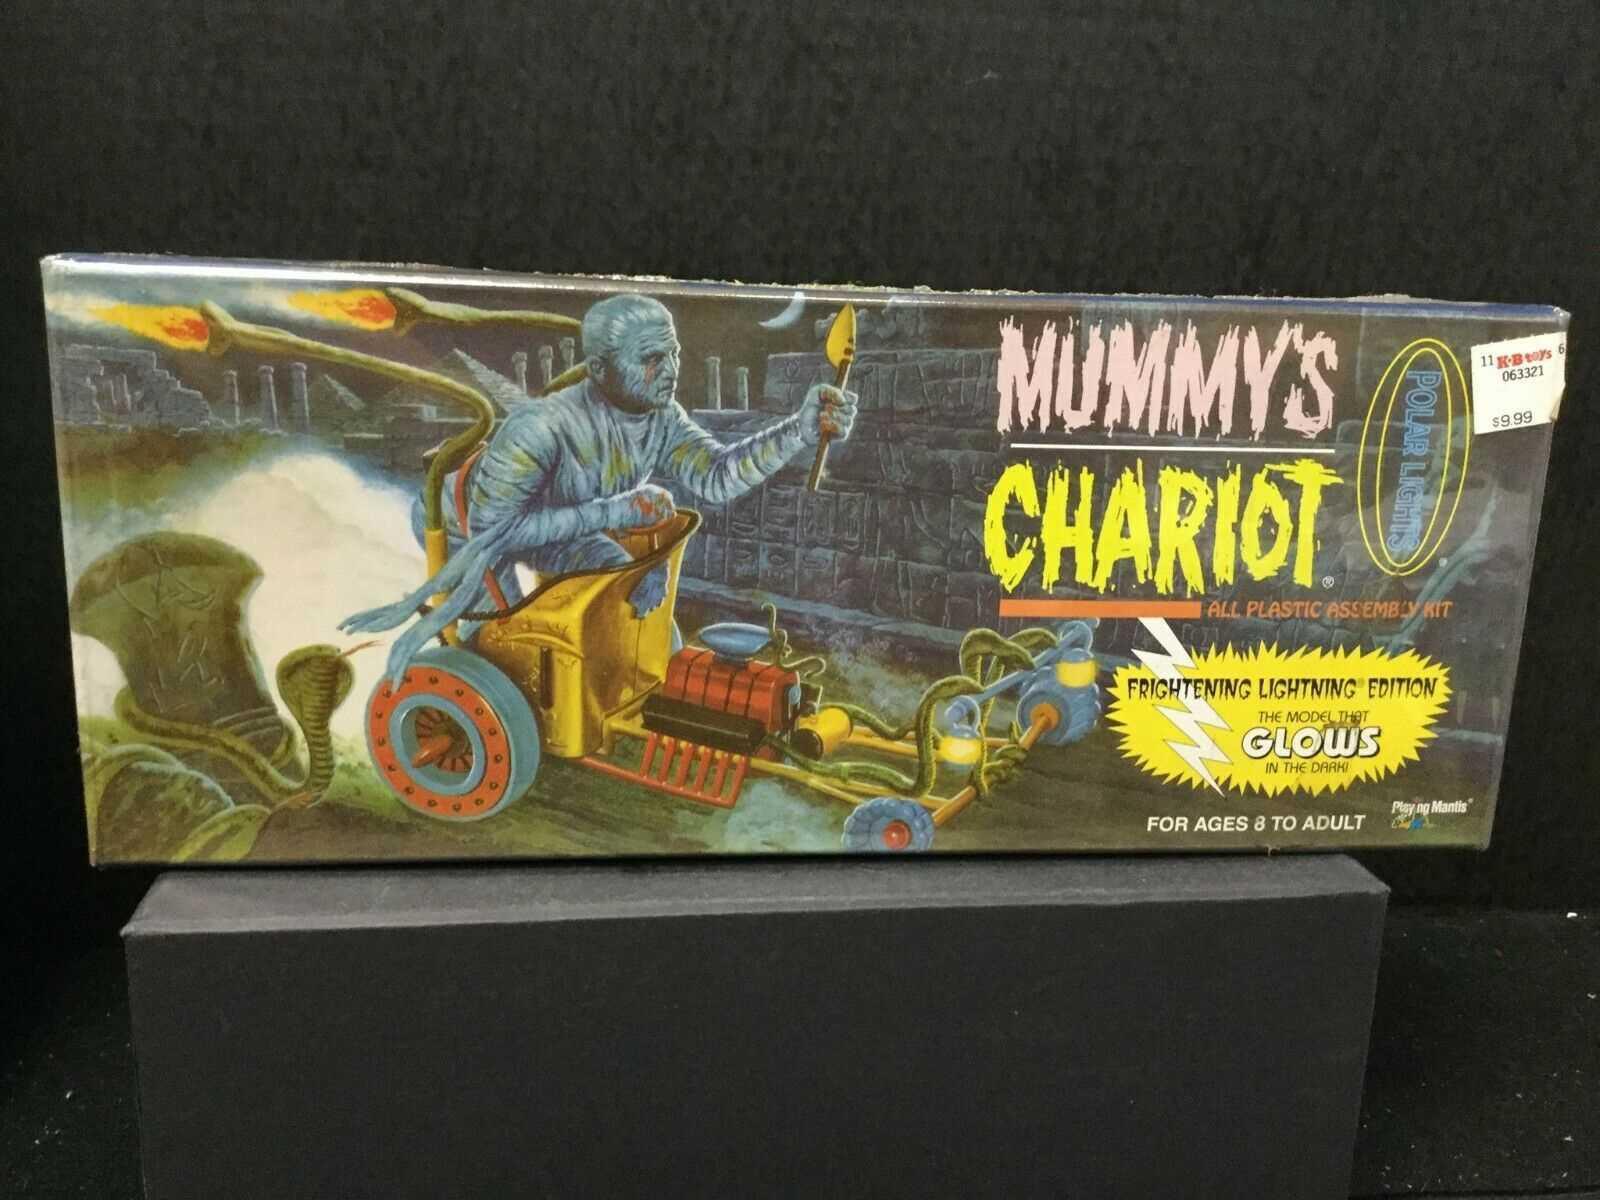 MUMMY'S
CHARIOT®
ALL PLASTIC ASSEMBLY KIT
POLAR LIGHTS®
11 K·B toys 6
063321
$9.99
FRIGHTENING LIGHTNING® EDITION
THE MODEL THAT
GLOWS
IN THE DARK!
FOR AGES 8 TO ADULT
Playing Mantis®